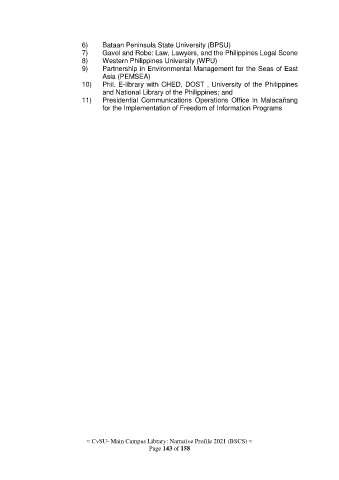 6) Bataan Peninsula State University (BPSU)
7) Gavel and Robe: Law, Lawyers, and the Philippines Legal Scene
8) Western Philippines University (WPU)
9) Partnership in Environmental Management for the Seas of East
Asia (PEMSEA)
10) Phil. E-library with CHED, DOST , University of the Philippines
and National Library of the Philippines; and
11) Presidential Communications Operations Office in Malacañang
for the Implementation of Freedom of Information Programs
≈ CvSU- Main Campus Library: Narrative Profile 2021 (BSCS) ≈
Page 143 of 158